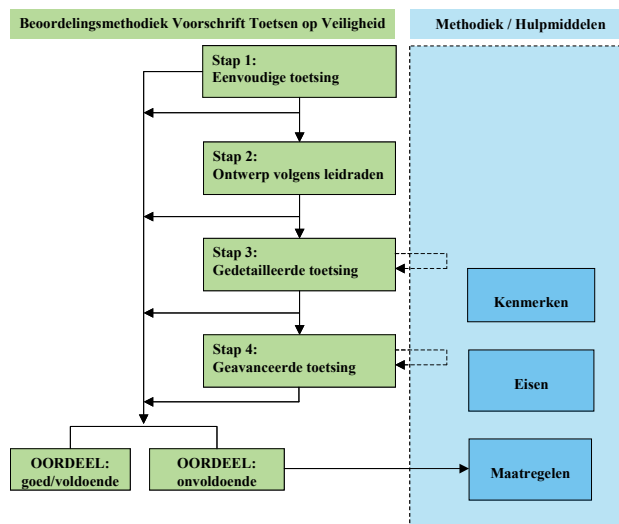 Beoordelingsmethodiek Voorschrift Toetsen op Veiligheid
Methodiek / Hulpmiddelen
Stap 1:
Eenvoudige toetsing
Stap 2:
Ontwerp volgens leidraden
Stap 3:
Gedetailleerde toetsing
Kenmerken
Stap 4:
Geavanceerde toetsing
Eisen
OORDEEL:
goed/voldoende
OORDEEL:
onvoldoende
Maatregelen